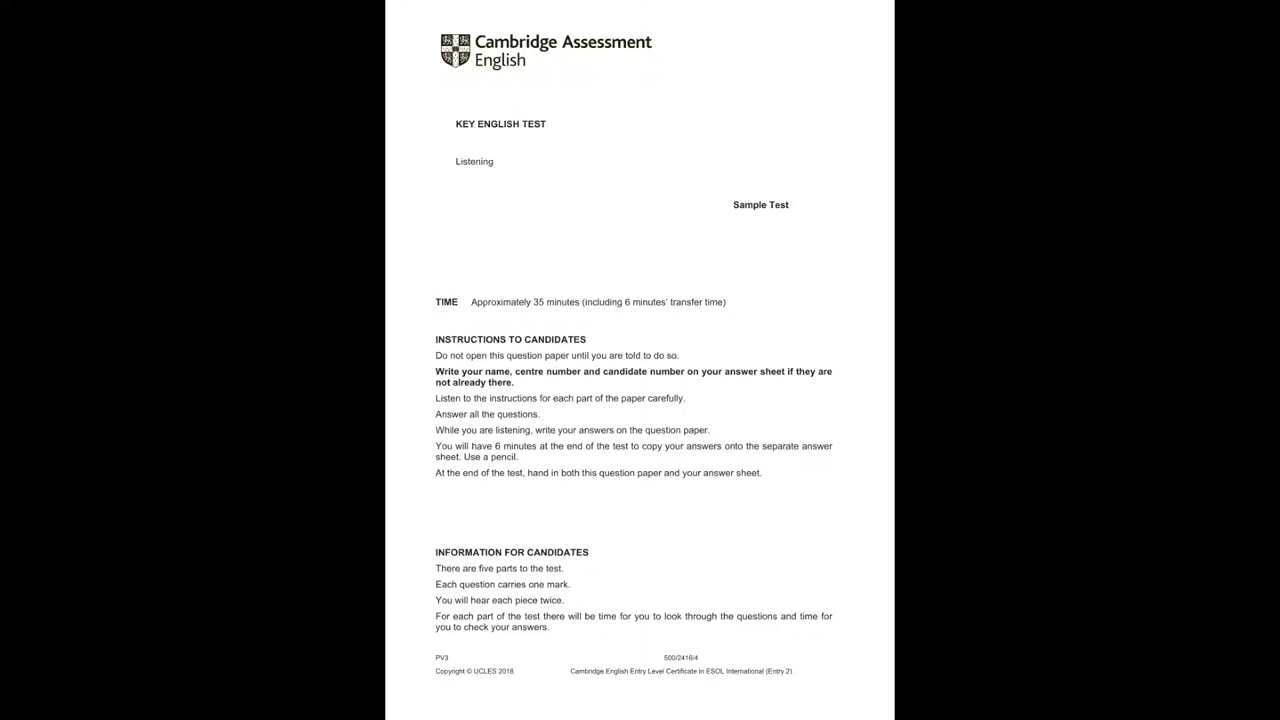 Cambridge Assessment
English
KEY ENGLISH TEST
Listening
Sample Test
TIME Approximately 35 minutes (including 6 minutes' transfer time)
INSTRUCTIONS TO CANDIDATES
Do not open this question paper until you are told to do so.
Write your name, centre number and candidate number on your answer sheet if they are
not already there.
Listen to the instructions for each part of the paper carefully.
Answer all the questions.
While you are listening, write your answers on the question paper.
You will have 6 minutes at the end of the test to copy your answers onto the separate answer
sheet. Use a pencil.
At the end of the test, hand in both this question paper and your answer sheet.
INFORMATION FOR CANDIDATES
There are five parts to the test.
Each question carries one mark.
You will hear each piece twice.
For each part of the test there will be time for you to look through the questions and time for
you to check your answers.
PV3 500/2416/4
Copyright © UCLES 2018 Cambridge English Entry Level Certificate in ESOL International (Entry 2)